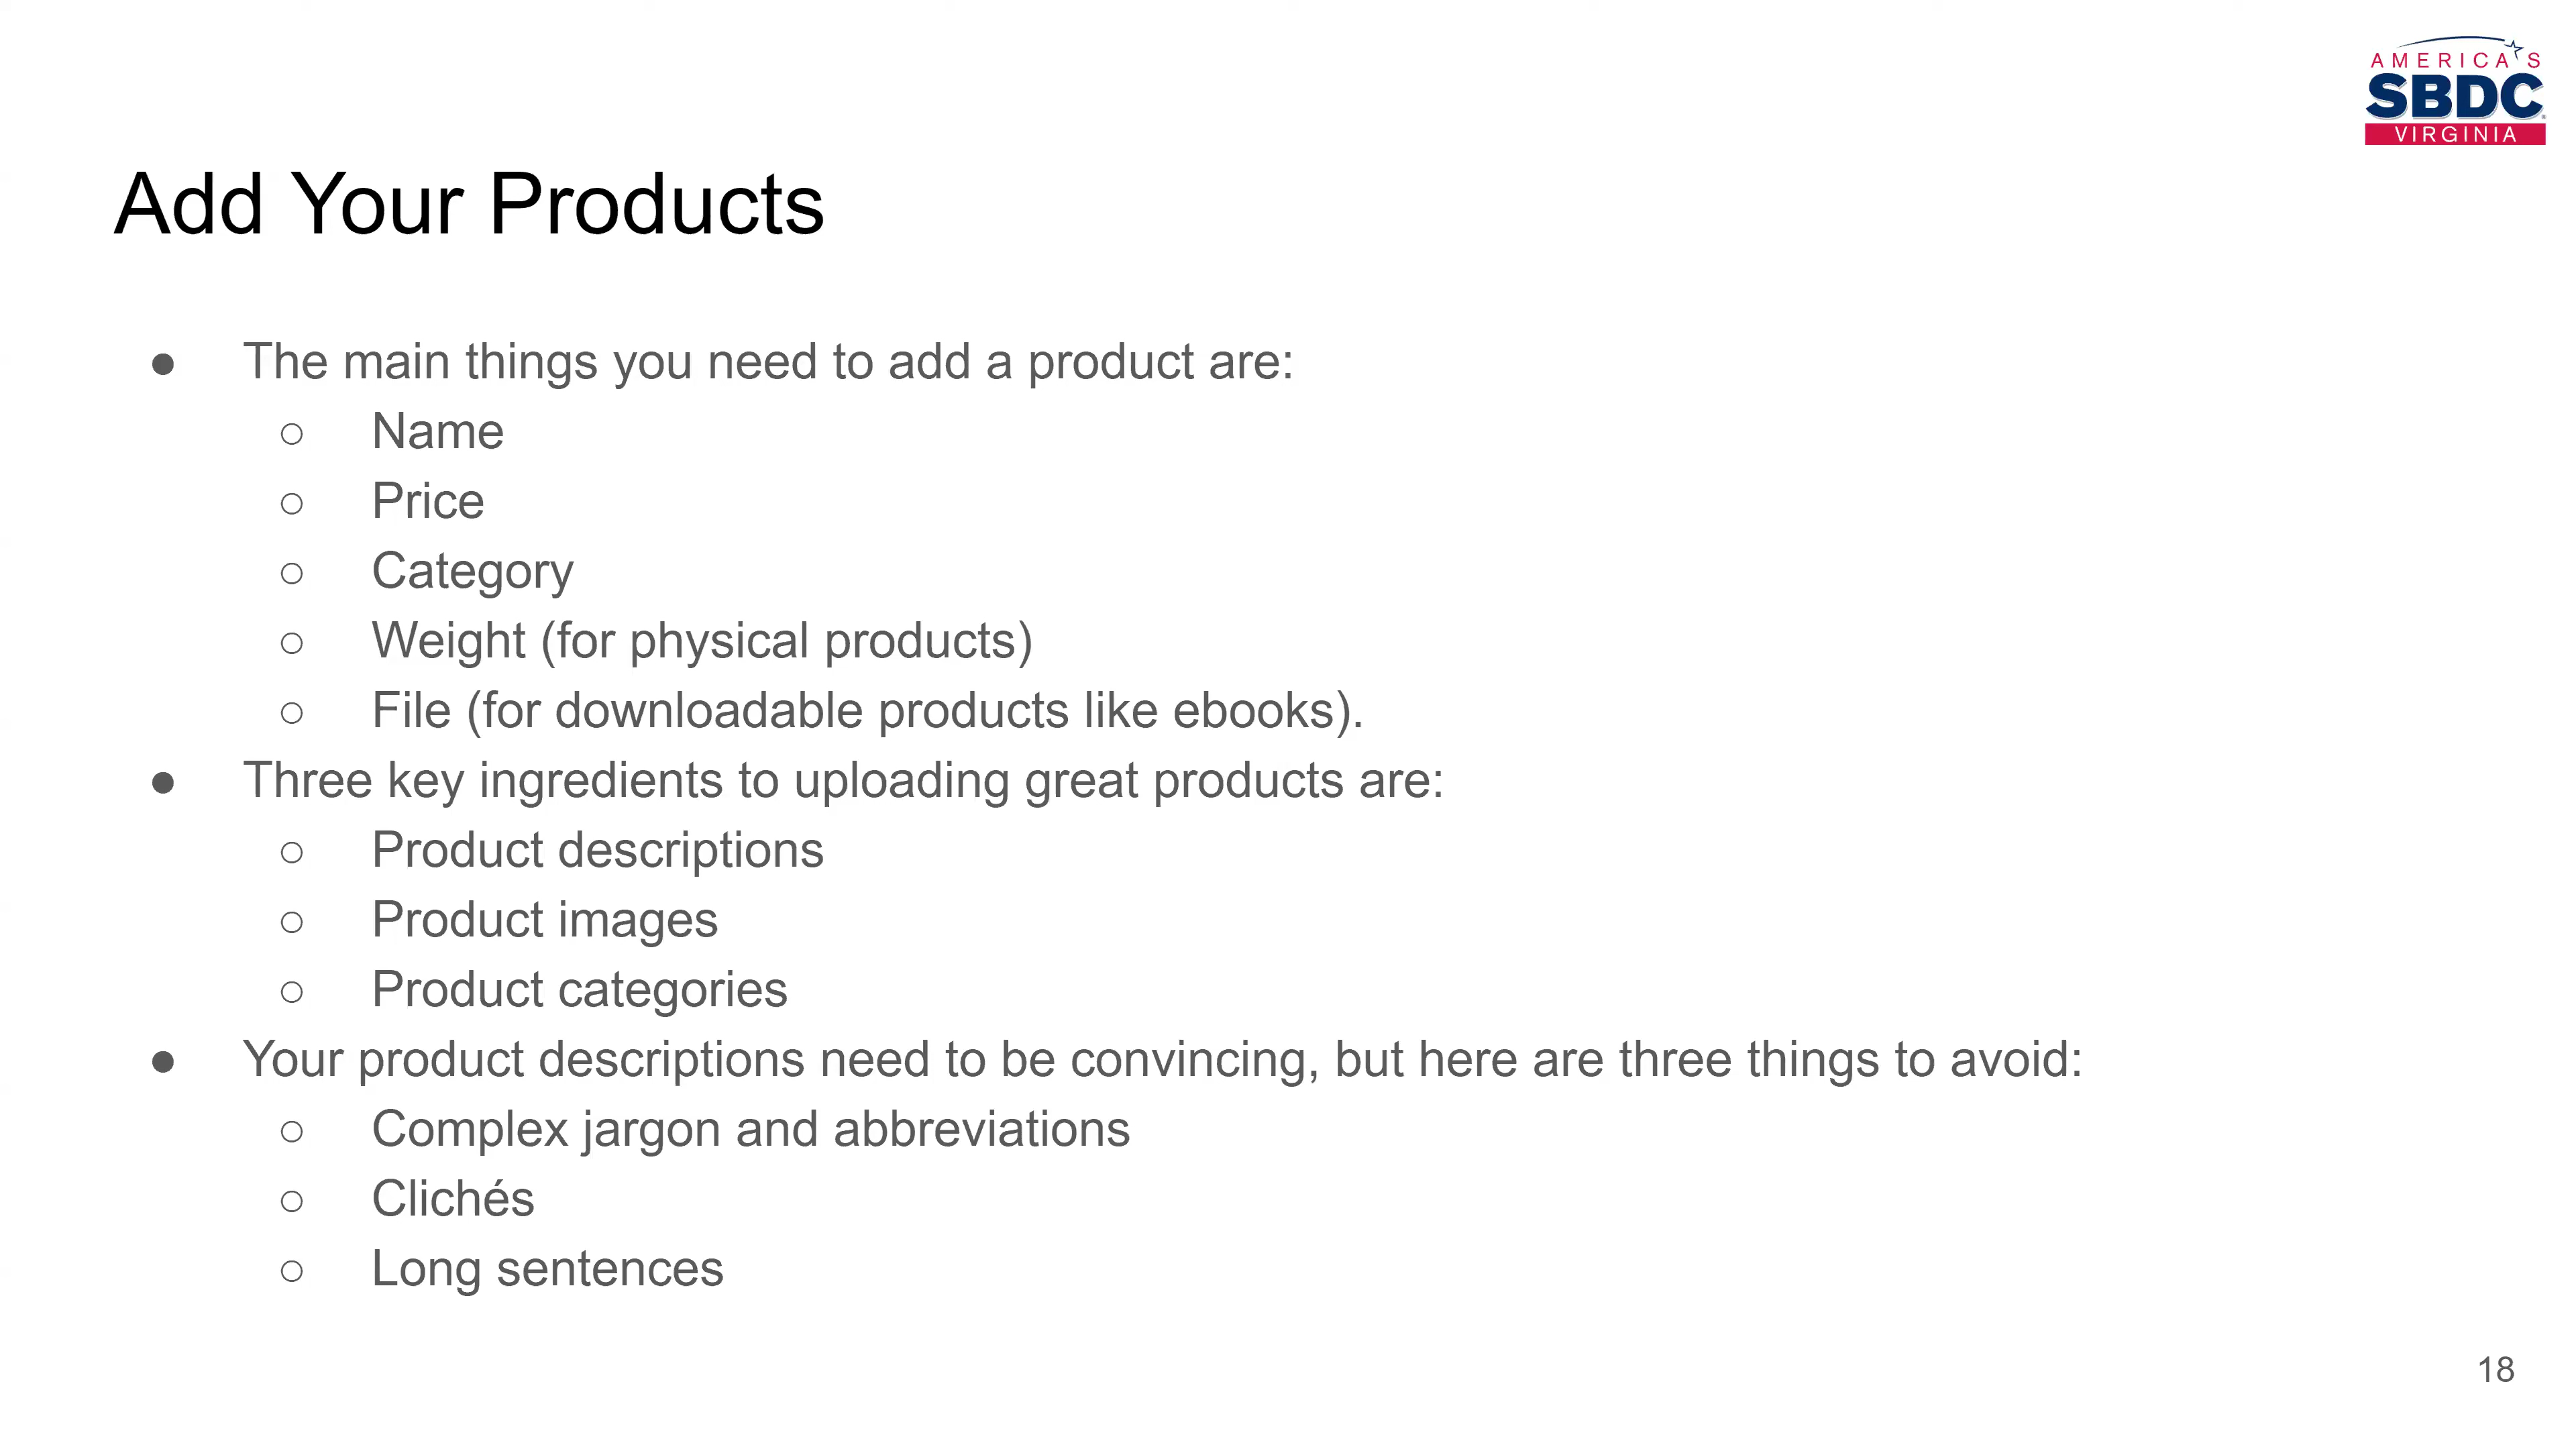 AMERICA'S
SBDC
VIRGINIA
Add Your Products
● The main things you need to add a product are:
○ Name
○ Price
○ Category
○ Weight (for physical products)
○ File (for downloadable products like ebooks).
● Three key ingredients to uploading great products are:
○ Product descriptions
○ Product images
○ Product categories
● Your product descriptions need to be convincing, but here are three things to avoid:
○ Complex jargon and abbreviations
○ Clichés
○ Long sentences
18